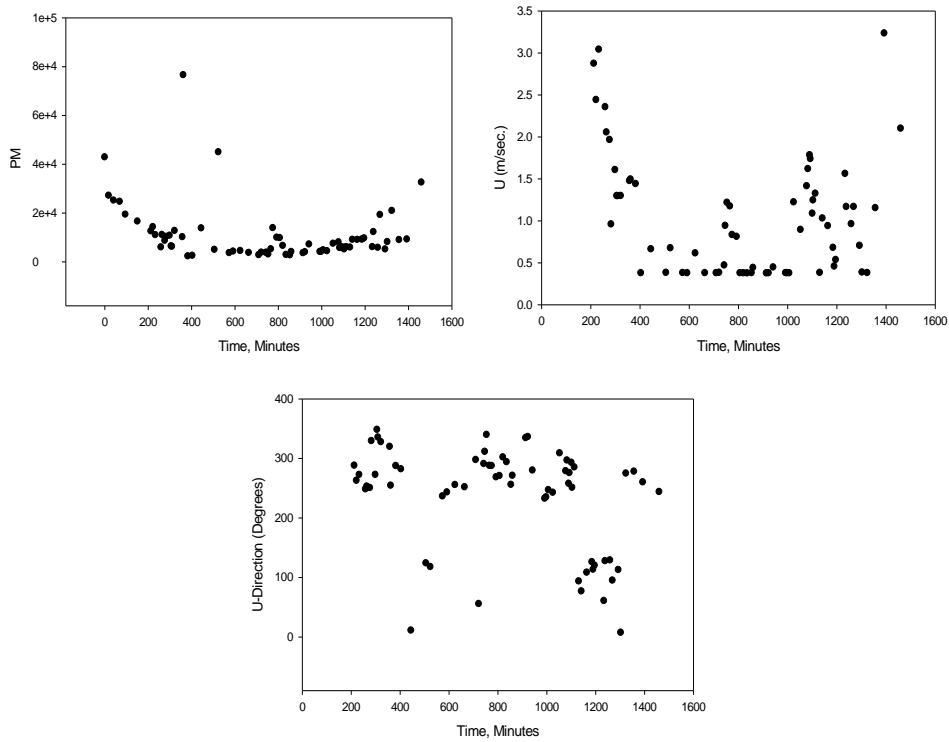 1e+5
8e+4
6e+4
4e+4
2e+4
0
PM
0 200 400 600 800 1000 1200 1400 1600
Time, Minutes
3.5
3.0
2.5
2.0
1.5
1.0
0.5
0.0
U (m/sec.)
0 200 400 600 800 1000 1200 1400 1600
Time, Minutes
400
300
200
100
0
U-Direction (Degrees)
0 200 400 600 800 1000 1200 1400 1600
Time, Minutes